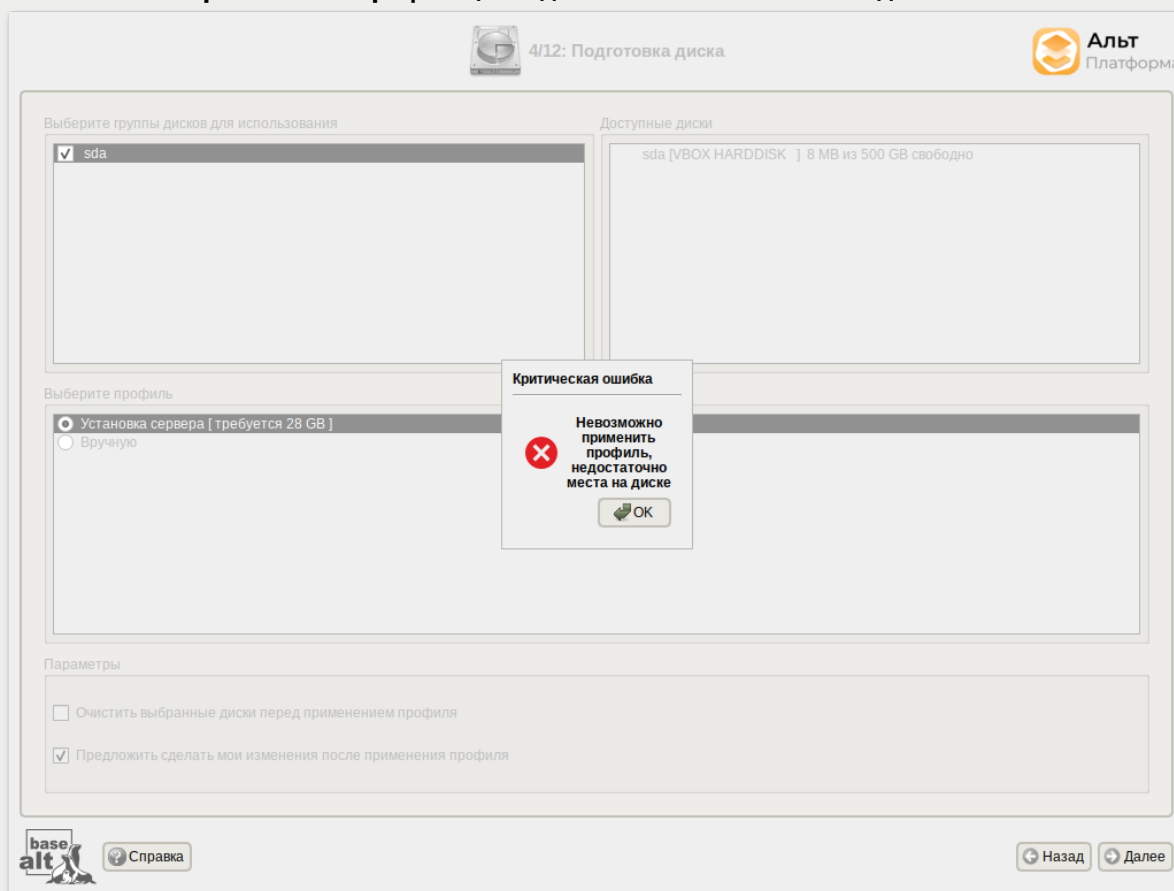 4/12: Подготовка диска
Альт
Платформа
Выберите группы дисков для использования
Доступные диски
sda
sda [VBOX HARDDISK ] 8 MB из 500 GB свободно
Критическая ошибка
Выберите профиль
Установка сервера [ требуется 28 GB ]
Вручную
Невозможно
применить
профиль,
недостаточно
места на диске
OK
Параметры
Очистить выбранные диски перед применением профиля
Предложить сделать мои изменения после применения профиля
base
alt
Справка
Назад
Далее